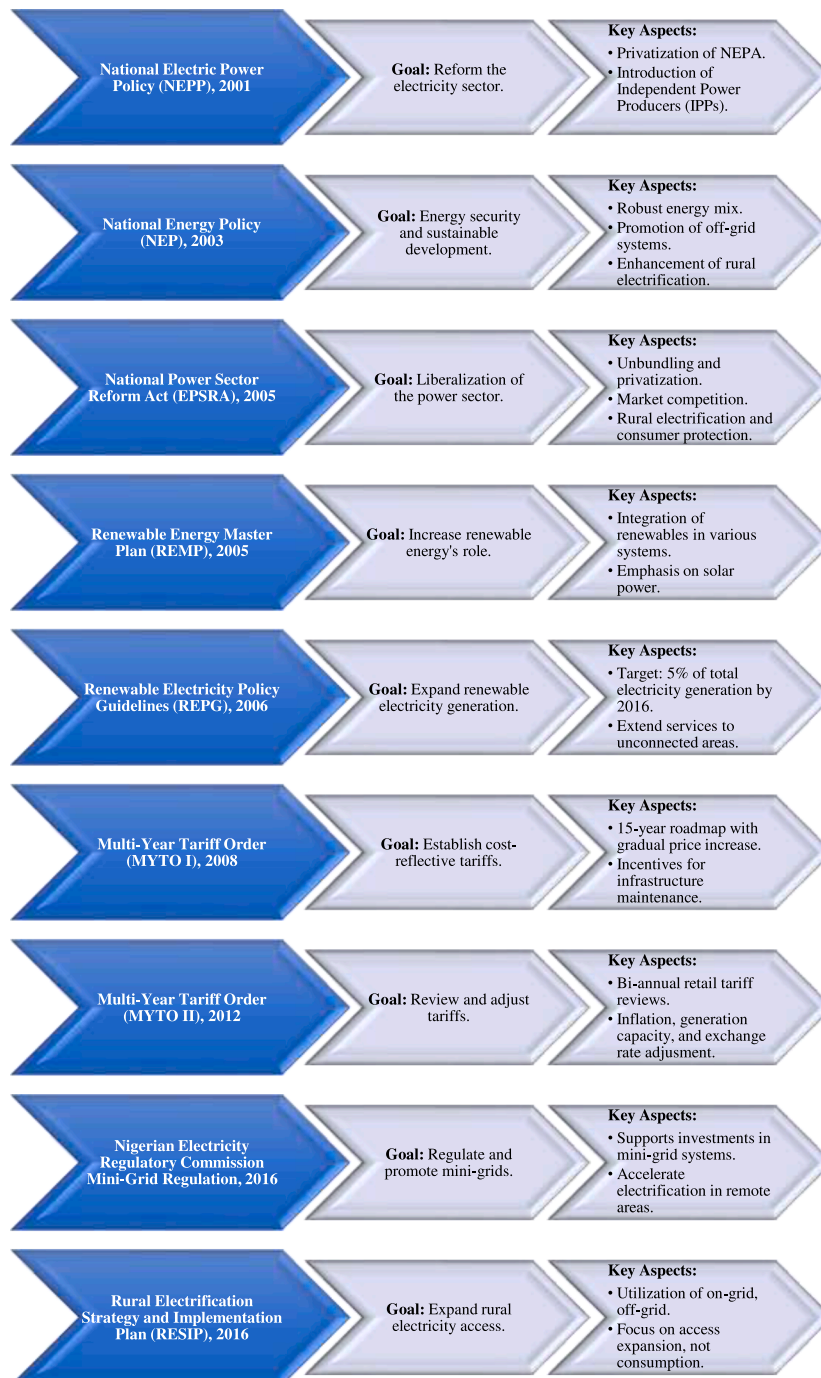 National Electric Power
Policy (NEPP), 2001
Goal: Reform the
electricity sector.
Key Aspects:
• Privatization of NEPA.
• Introduction of
Independent Power
Producers (IPPs).
National Energy Policy
(NEP), 2003
Goal: Energy security
and sustainable
development.
Key Aspects:
• Robust energy mix.
• Promotion of off-grid
systems.
• Enhancement of rural
electrification.
National Power Sector
Reform Act (EPSRA), 2005
Goal: Liberalization of
the power sector.
Key Aspects:
• Unbundling and
privatization.
• Market competition.
• Rural electrification and
consumer protection.
Renewable Energy Master
Plan (REMP), 2005
Goal: Increase renewable
energy's role.
Key Aspects:
• Integration of
renewables in various
systems.
• Emphasis on solar
power.
Renewable Electricity Policy
Guidelines (REPG), 2006
Goal: Expand renewable
electricity generation.
Key Aspects:
• Target: 5% of total
electricity generation by
2016.
• Extend services to
unconnected areas.
Multi-Year Tariff Order
(MYTO I), 2008
Goal: Establish cost-
reflective tariffs.
Key Aspects:
• 15-year roadmap with
gradual price increase.
• Incentives for
infrastructure
maintenance.
Multi-Year Tariff Order
(MYTO II), 2012
Goal: Review and adjust
tariffs.
Key Aspects:
• Bi-annual retail tariff
reviews.
• Inflation, generation
capacity, and exchange
rate adjusment.
Nigerian Electricity
Regulatory Commission
Mini-Grid Regulation, 2016
Goal: Regulate and
promote mini-grids.
Key Aspects:
• Supports investments in
mini-grid systems.
• Accelerate
electrification in remote
areas.
Rural Electrification
Strategy and Implementation
Plan (RESIP), 2016
Goal: Expand rural
electricity access.
Key Aspects:
• Utilization of on-grid,
off-grid.
• Focus on access
expansion, not
consumption.